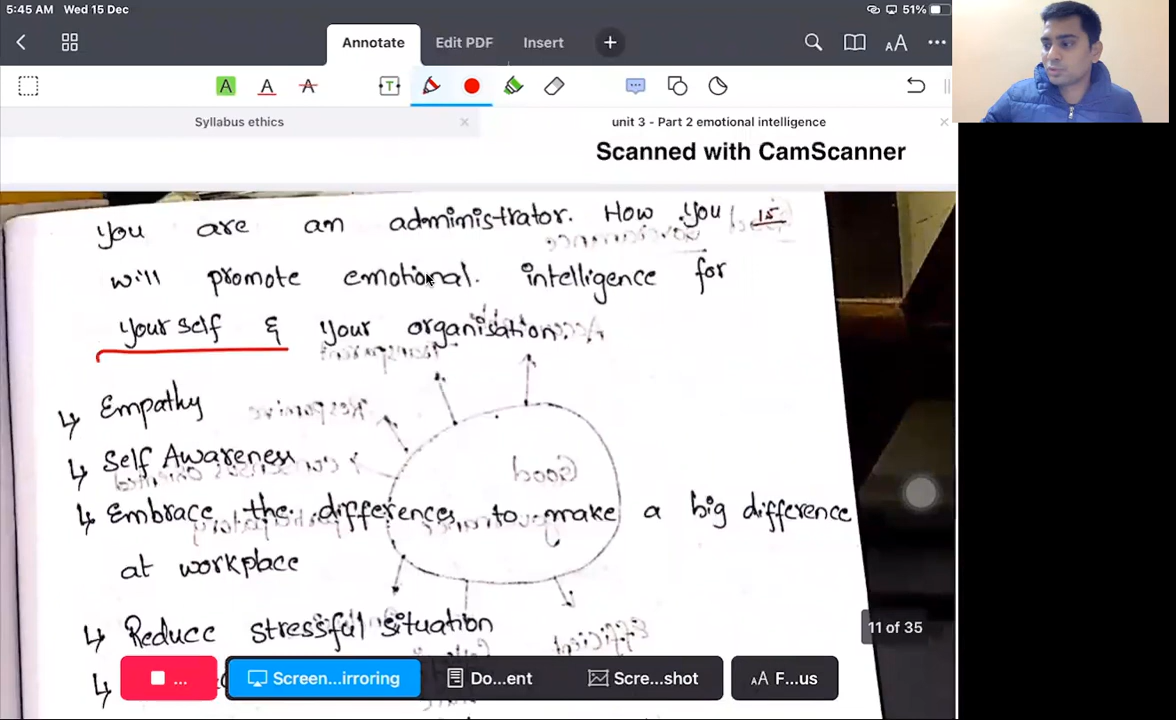 5:45 AM Wed 15 Dec
51%
Annotate
Edit PDF
Insert
AA
A
A
A
T
Syllabus ethics
unit 3 - Part 2 emotional intelligence
Scanned with CamScanner
You are an administrator. How you 15
will promote emotional. intelligence for
yourself & your organisation.
Empathy
Self Awareness
Good
Embrace the differences to make a big difference
at workplace
Reduce stressful situation
11 of 35
...
Screen...irroring
Do...ent
Scre...shot
AA F...us